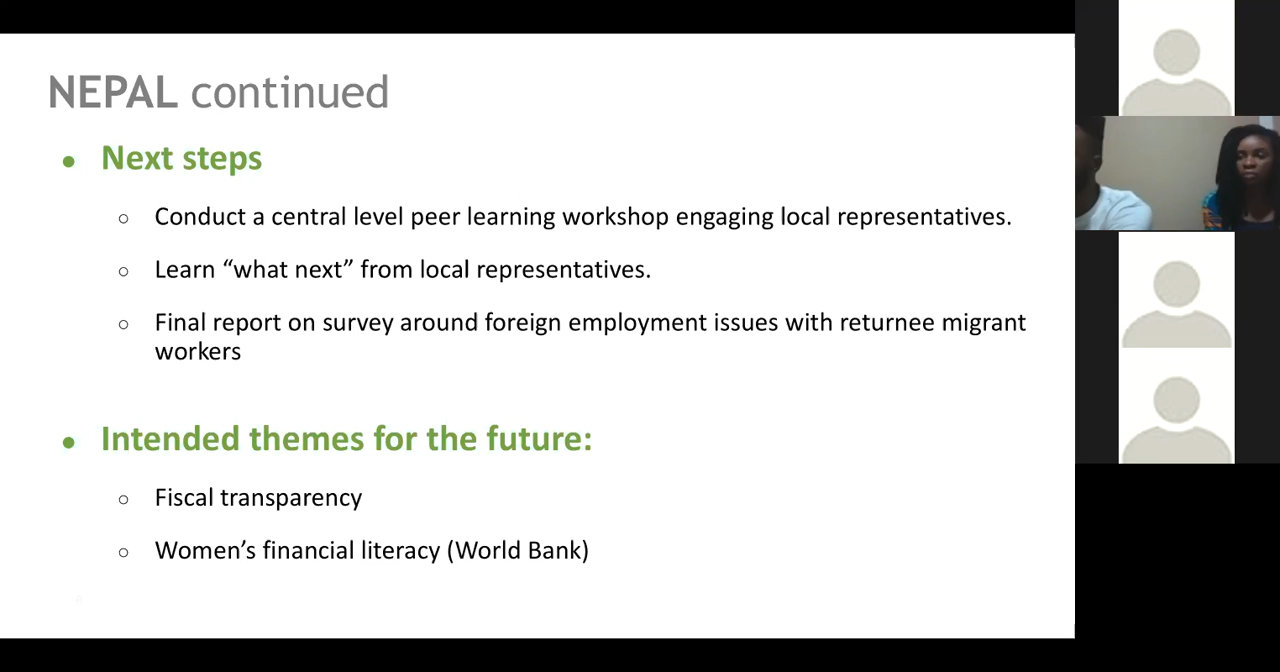 NEPAL continued
● Next steps
○ Conduct a central level peer learning workshop engaging local representatives.
○ Learn “what next” from local representatives.
○ Final report on survey around foreign employment issues with returnee migrant
workers
● Intended themes for the future:
○ Fiscal transparency
○ Women’s financial literacy (World Bank)